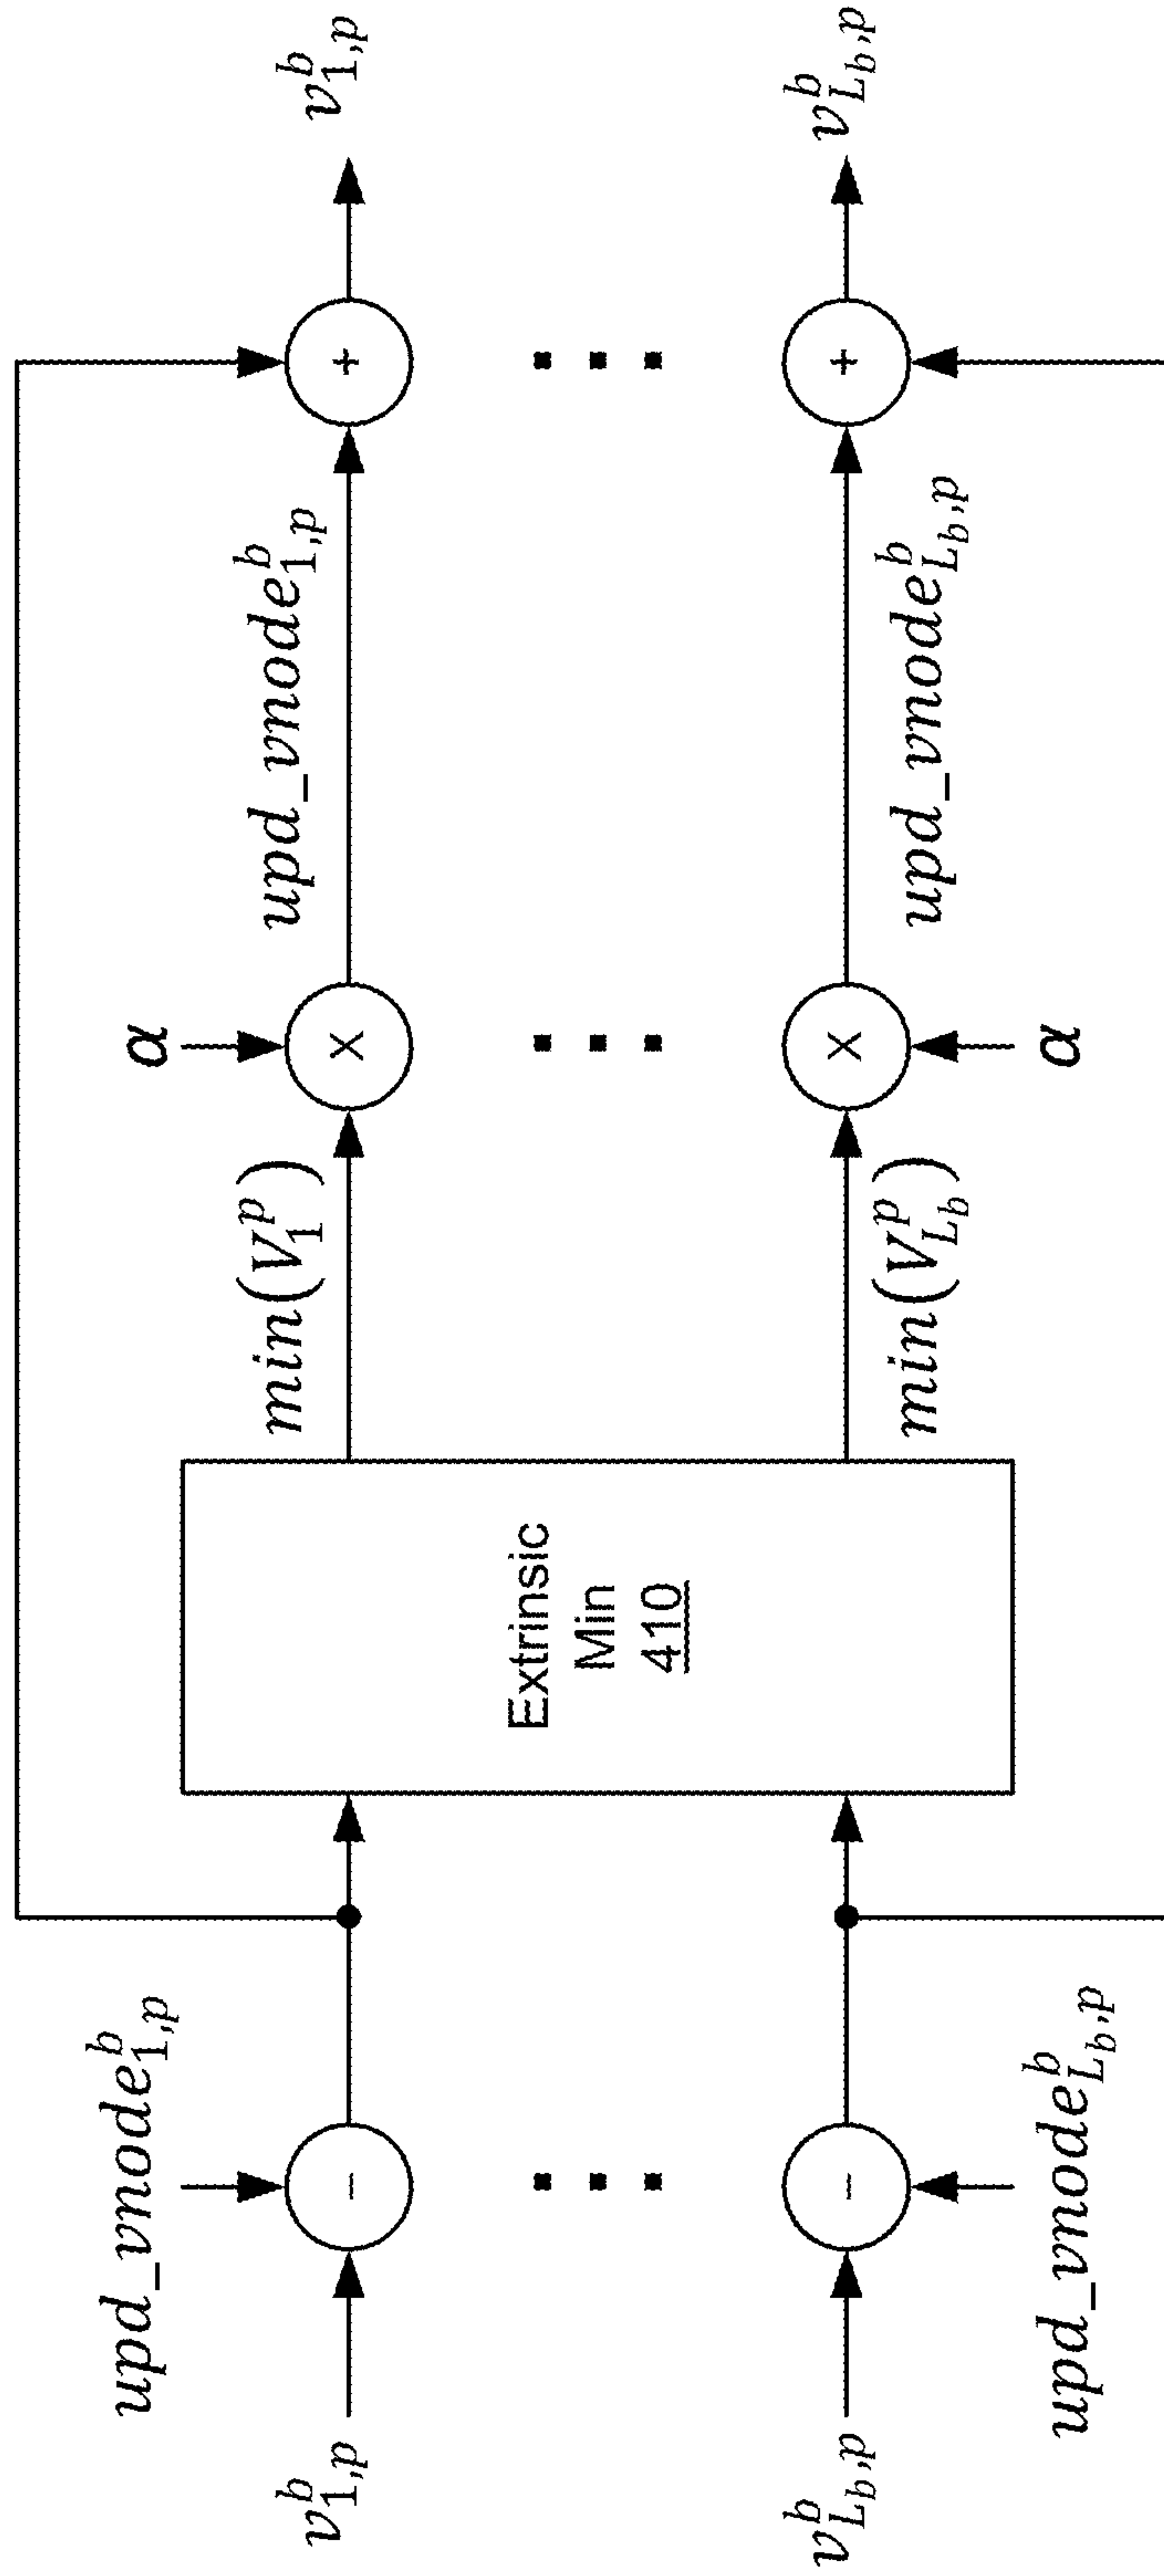 upd_vnode^b_{1,p}
v^b_{1,p}
−
Extrinsic
Min
410
min(V^p_1)
α
×
upd_vnode^b_{1,p}
+
v^b_{1,p}
v^b_{L_b,p}
−
upd_vnode^b_{L_b,p}
min(V^p_{L_b})
×
α
upd_vnode^b_{L_b,p}
+
v^b_{L_b,p}